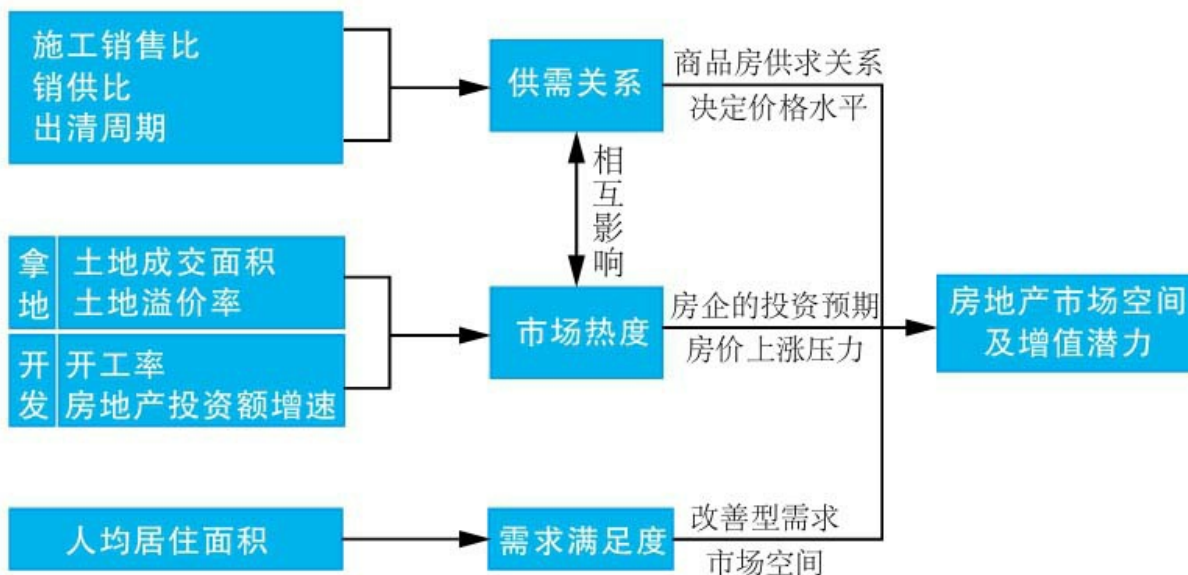 施工销售比
销供比
出清周期
供需关系
商品房供求关系
决定价格水平
相互影响
拿地
土地成交面积
土地溢价率
开发
开工率
房地产投资额增速
市场热度
房企的投资预期
房价上涨压力
房地产市场空间
及增值潜力
人均居住面积
需求满足度
改善型需求
市场空间